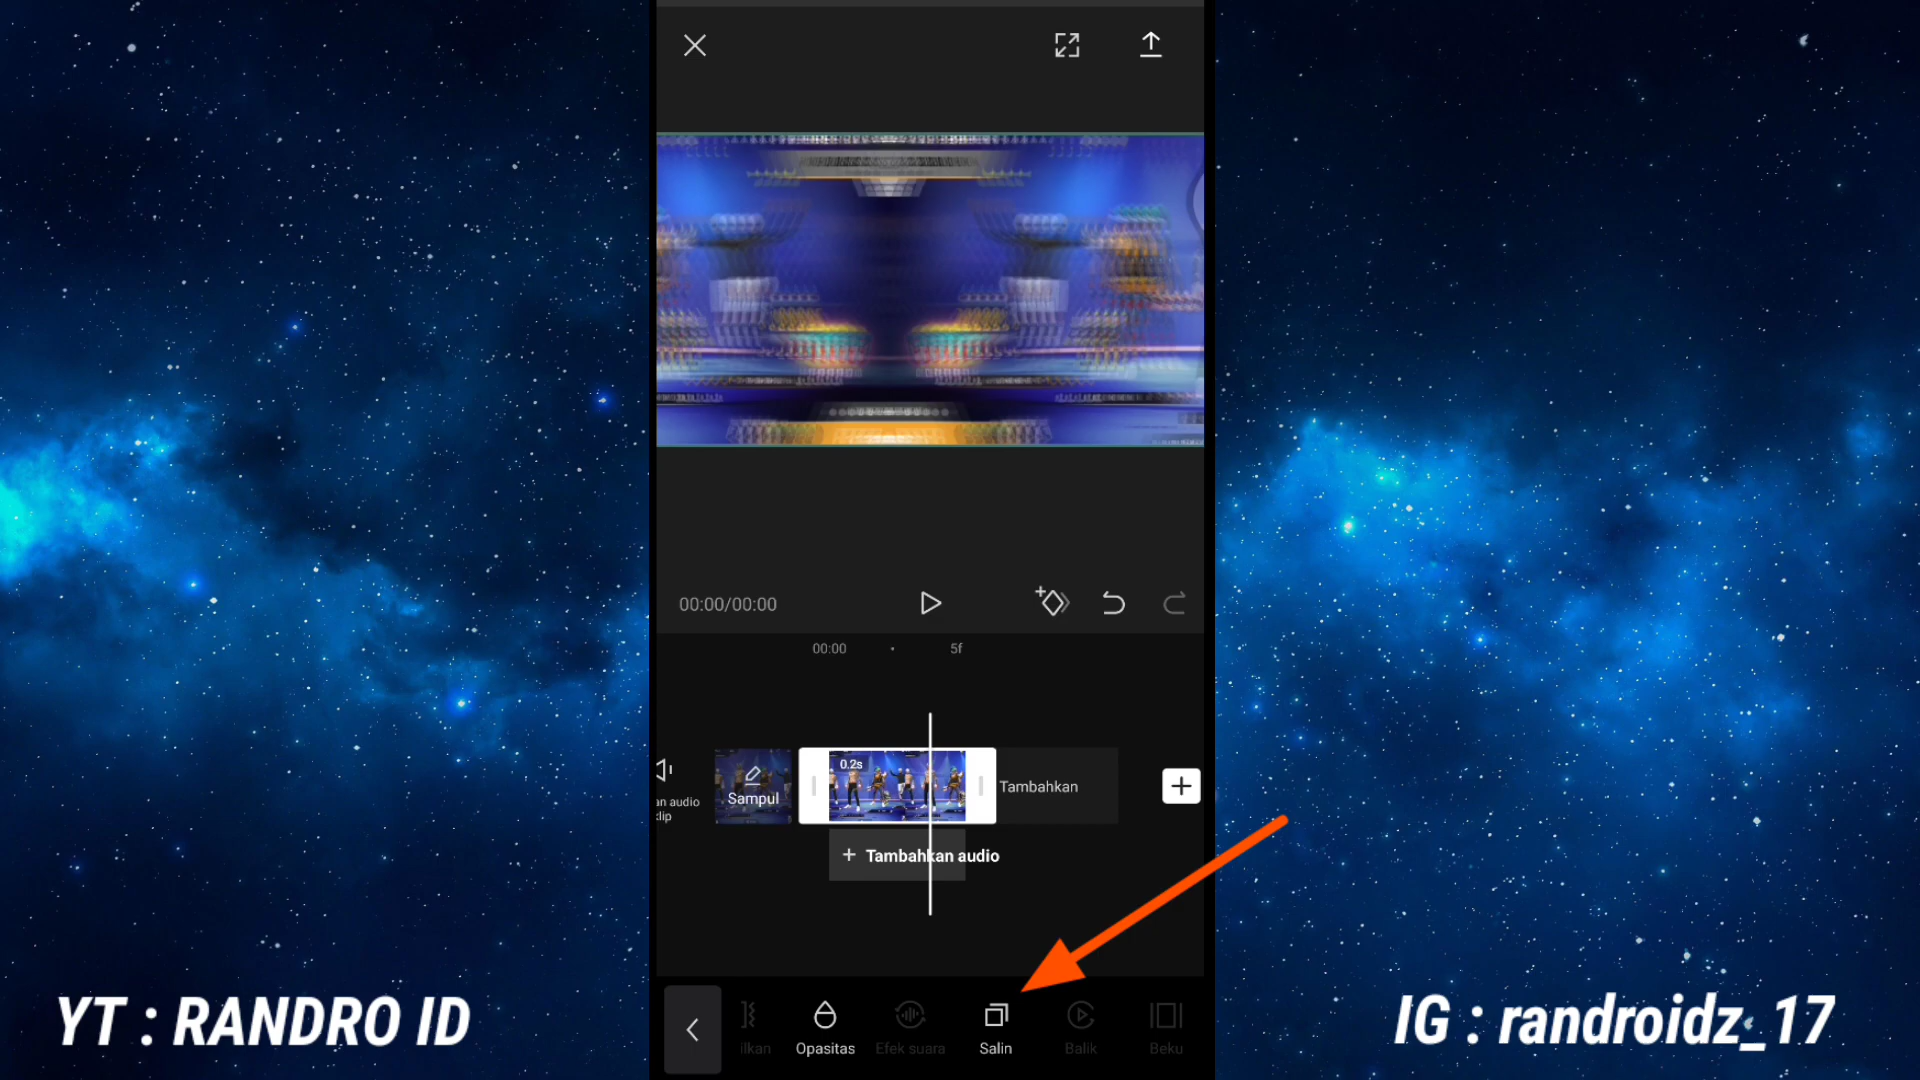 00:00/00:00
00:00
5f
0.2s
an audio
klip
Sampul
Tambahkan
+ Tambahkan audio
ilkan
Opasitas
Efek suara
Salin
Balik
Beku
YT : RANDRO ID
IG : randroidz_17